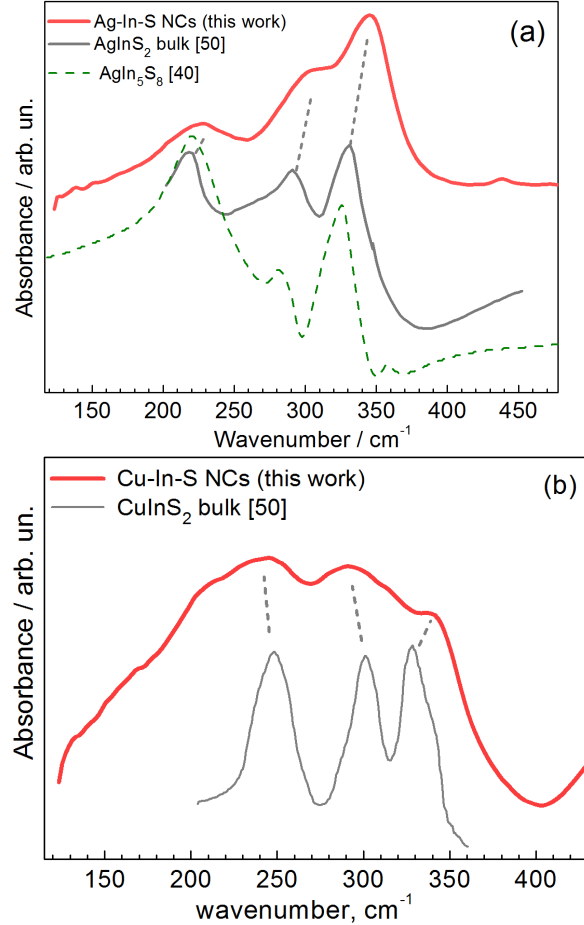 Ag-In-S NCs (this work)
AgInS2 bulk [50]
AgIn5S8 [40]
(a)
Absorbance / arb. un.
150 200 250 300 350 400 450
Wavenumber / cm-1
Cu-In-S NCs (this work)
CuInS2 bulk [50]
(b)
Absorbance / arb. un.
150 200 250 300 350 400
wavenumber, cm-1